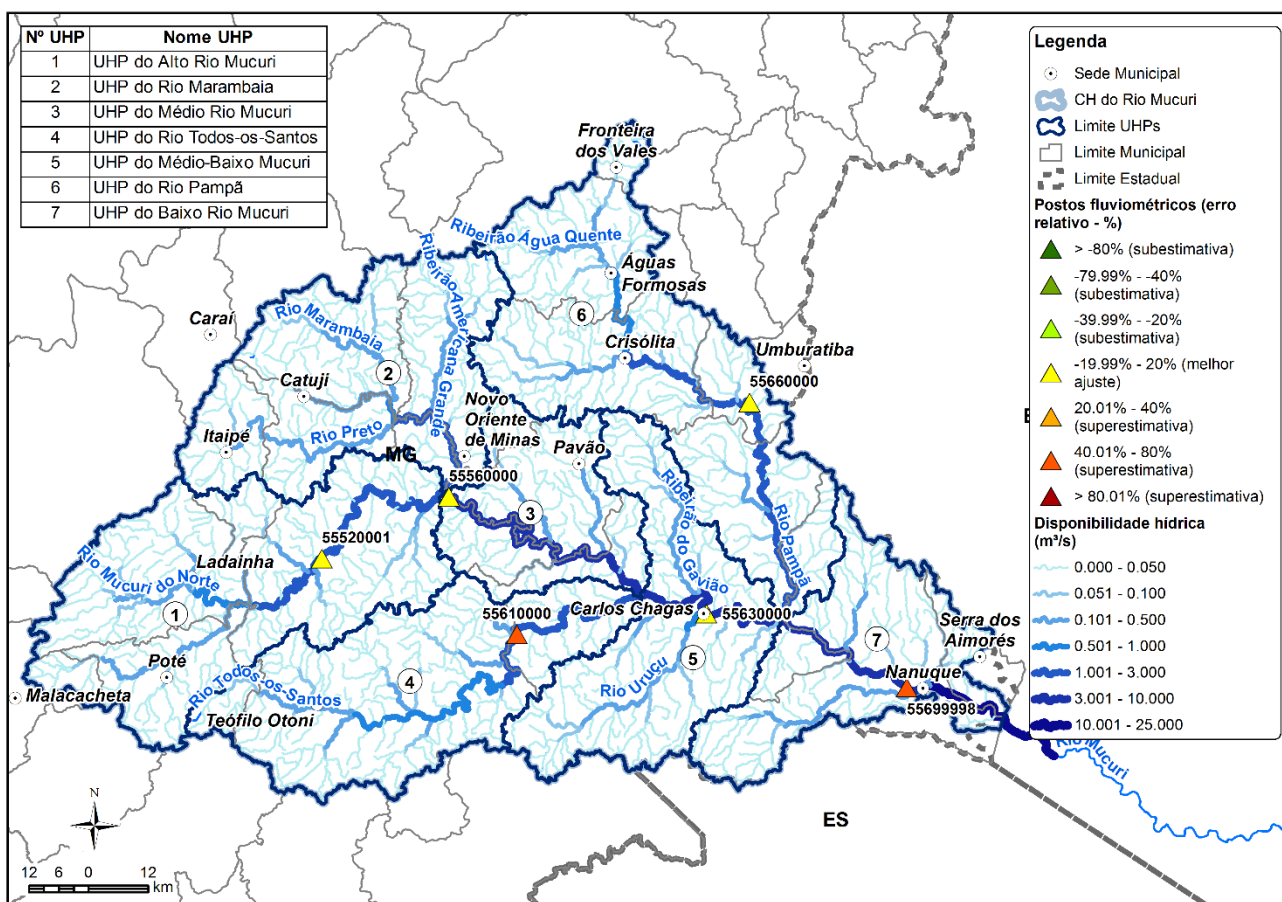 Nº UHP Nome UHP
1 UHP do Alto Rio Mucuri
2 UHP do Rio Marambaia
3 UHP do Médio Rio Mucuri
4 UHP do Rio Todos-os-Santos
5 UHP do Médio-Baixo Mucuri
6 UHP do Rio Pampã
7 UHP do Baixo Rio Mucuri
Fronteira
dos Vales
Ribeirão Água Quente
Ribeirão Americana Grande
Águas
Formosas
6
Caraí
Rio Marambaia
Crisólita
Umburatiba
2
Catuji
55660000
Novo
Oriente
de Minas
Itaipé
Rio Preto
MG
Pavão
55560000
3
Ribeirão do Gavião
Rio Pampã
55520001
Ladainha
Rio Mucuri do Norte
1
55610000
Carlos Chagas
55630000
Serra dos
Aimorés
7
Poté
5
Nanuque
Malacacheta
4
Rio Uruçu
Rio Todos-os-Santos
55699998
Teófilo Otoni
Rio Mucuri
ES
N
12 6 0 12
km
Legenda
Sede Municipal
CH do Rio Mucuri
Limite UHPs
Limite Municipal
Limite Estadual
Postos fluviométricos (erro
relativo - %)
> -80% (subestimativa)
-79.99% - -40%
(subestimativa)
-39.99% - -20%
(subestimativa)
-19.99% - 20% (melhor
ajuste)
20.01% - 40%
(superestimativa)
40.01% - 80%
(superestimativa)
> 80.01% (superestimativa)
Disponibilidade hídrica
(m³/s)
0.000 - 0.050
0.051 - 0.100
0.101 - 0.500
0.501 - 1.000
1.001 - 3.000
3.001 - 10.000
10.001 - 25.000